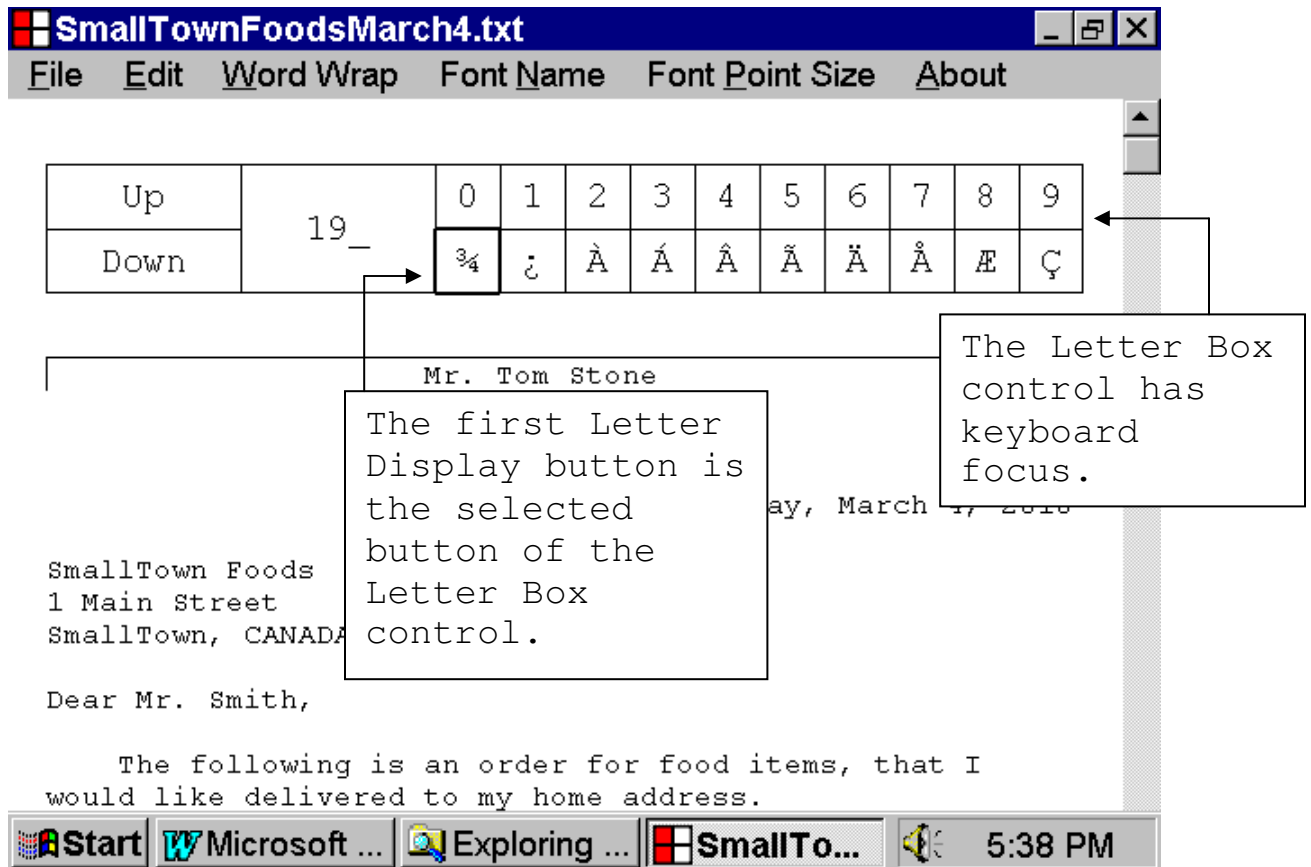 SmallTownFoodsMarch4.txt
File Edit Word Wrap Font Name Font Point Size About
Up 19_ 0 1 2 3 4 5 6 7 8 9
Down ¾ ¿ À Á Â Ã Ä Å Æ Ç
The Letter Box
control has
keyboard
focus.
Mr. Tom Stone
The first Letter
Display button is
the selected
button of the
Letter Box
control.
ay, March
SmallTown Foods
1 Main Street
SmallTown, CANADA
Dear Mr. Smith,
The following is an order for food items, that I
would like delivered to my home address.
Start Microsoft ... Exploring ... SmallTo... 5:38 PM